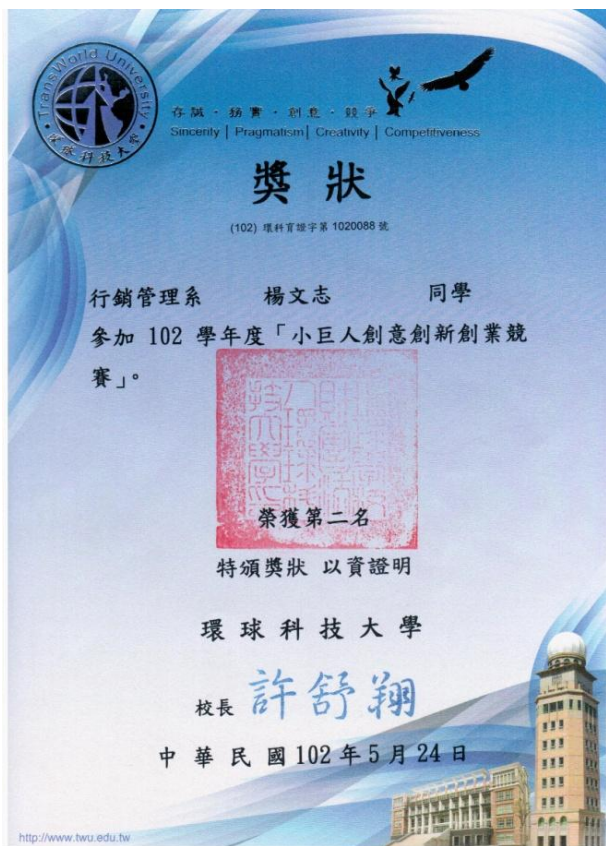 TransWorld University
環球科技大學
存誠・務實・創意・競爭
Sincerity | Pragmatism | Creativity | Competitiveness
獎狀
(102) 環科育證字第 1020088 號
行銷管理系 楊文志 同學
參加 102 學年度「小巨人創意創新創業競
賽」。
榮獲第二名
特頒獎狀 以資證明
環球科技大學
校長 許舒翔
中華民國102年5月24日
http://www.twu.edu.tw